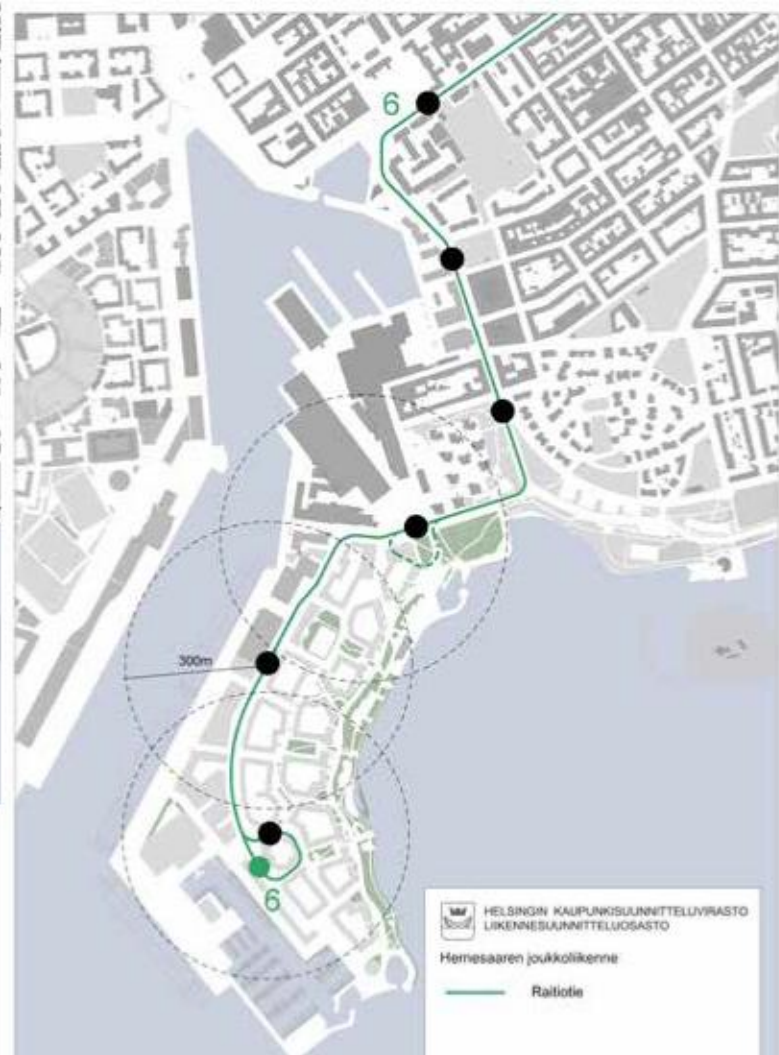 6
300m
6
HELSINGIN KAUPUNKISUUNNITTELUVIRASTO
LIIKENNESUUNNITTELUOSASTO
Hernesaaren joukkoliikenne
Raitiotie